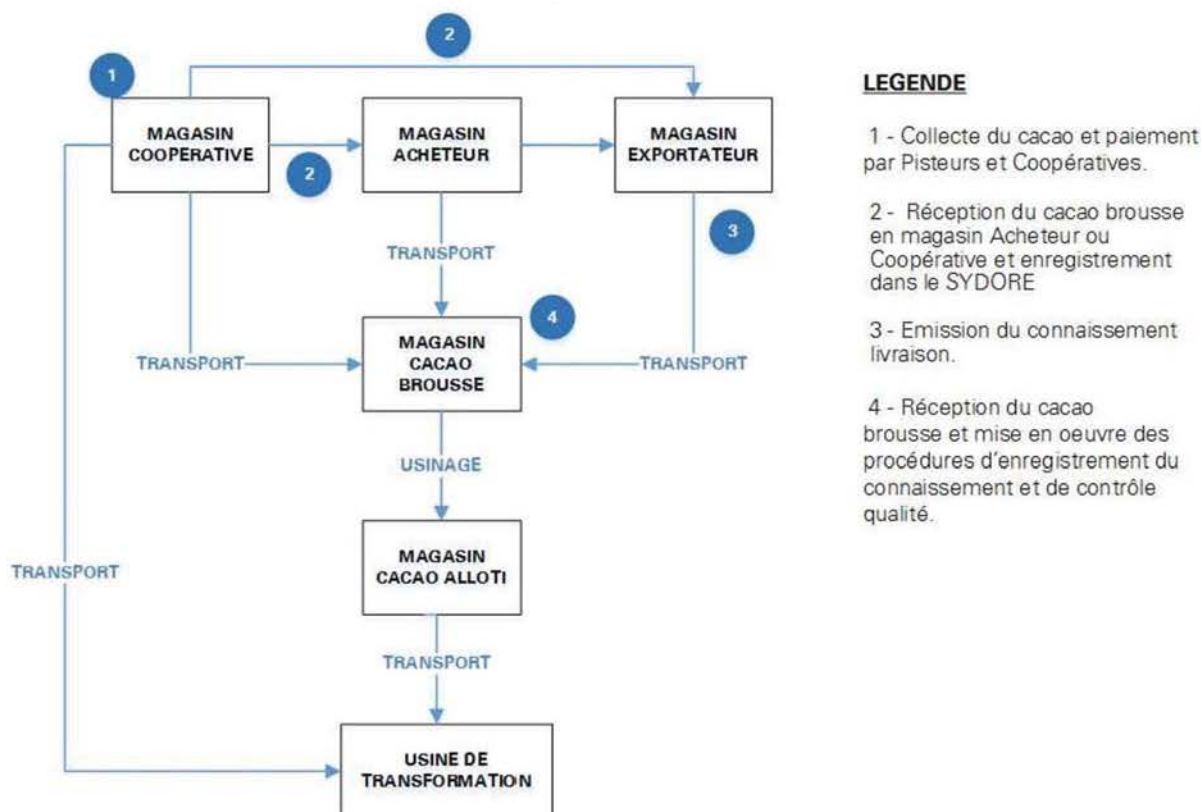 2
1
MAGASIN
COOPERATIVE
2
MAGASIN
ACHETEUR
MAGASIN
EXPORTATEUR
3
TRANSPORT
4
TRANSPORT
MAGASIN
CACAO
BROUSSE
TRANSPORT
USINAGE
MAGASIN
CACAO ALLOTI
TRANSPORT
TRANSPORT
USINE DE
TRANSFORMATION
LEGENDE
1 - Collecte du cacao et paiement
par Pisteurs et Coopératives.
2 - Réception du cacao brousse
en magasin Acheteur ou
Coopérative et enregistrement
dans le SYDORE
3 - Emission du connaissement
livraison.
4 - Réception du cacao
brousse et mise en oeuvre des
procédures d'enregistrement du
connaissement et de contrôle
qualité.